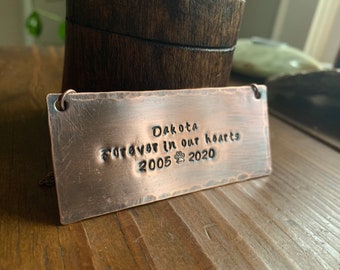 Dakota
Forever in our hearts
2005 🐾 2020